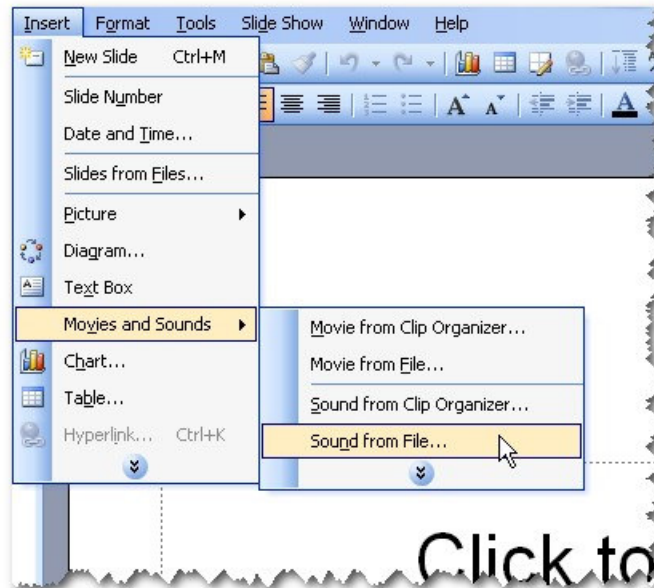 Insert Format Tools Slide Show Window Help
New Slide Ctrl+M
Slide Number
Date and Time...
Slides from Files...
Picture
Diagram...
Text Box
Movies and Sounds
Chart...
Table...
Hyperlink... Ctrl+K
Movie from Clip Organizer...
Movie from File...
Sound from Clip Organizer...
Sound from File...
Click to